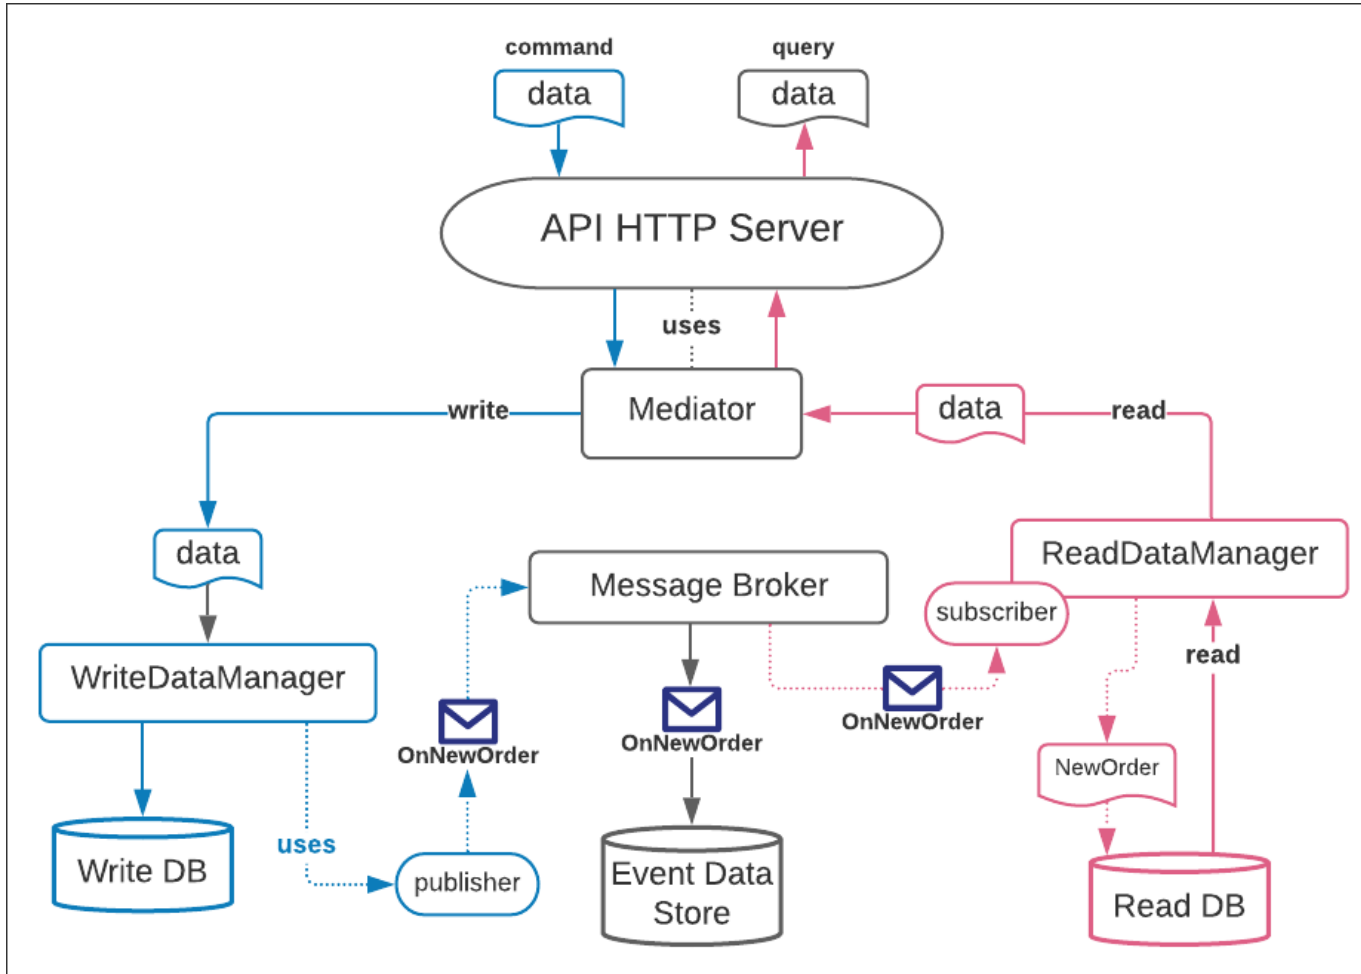 command
query
data
data
API HTTP Server
uses
Mediator
write
data
read
data
Message Broker
ReadDataManager
subscriber
read
WriteDataManager
OnNewOrder
OnNewOrder
OnNewOrder
NewOrder
uses
Write DB
publisher
Event Data
Store
Read DB